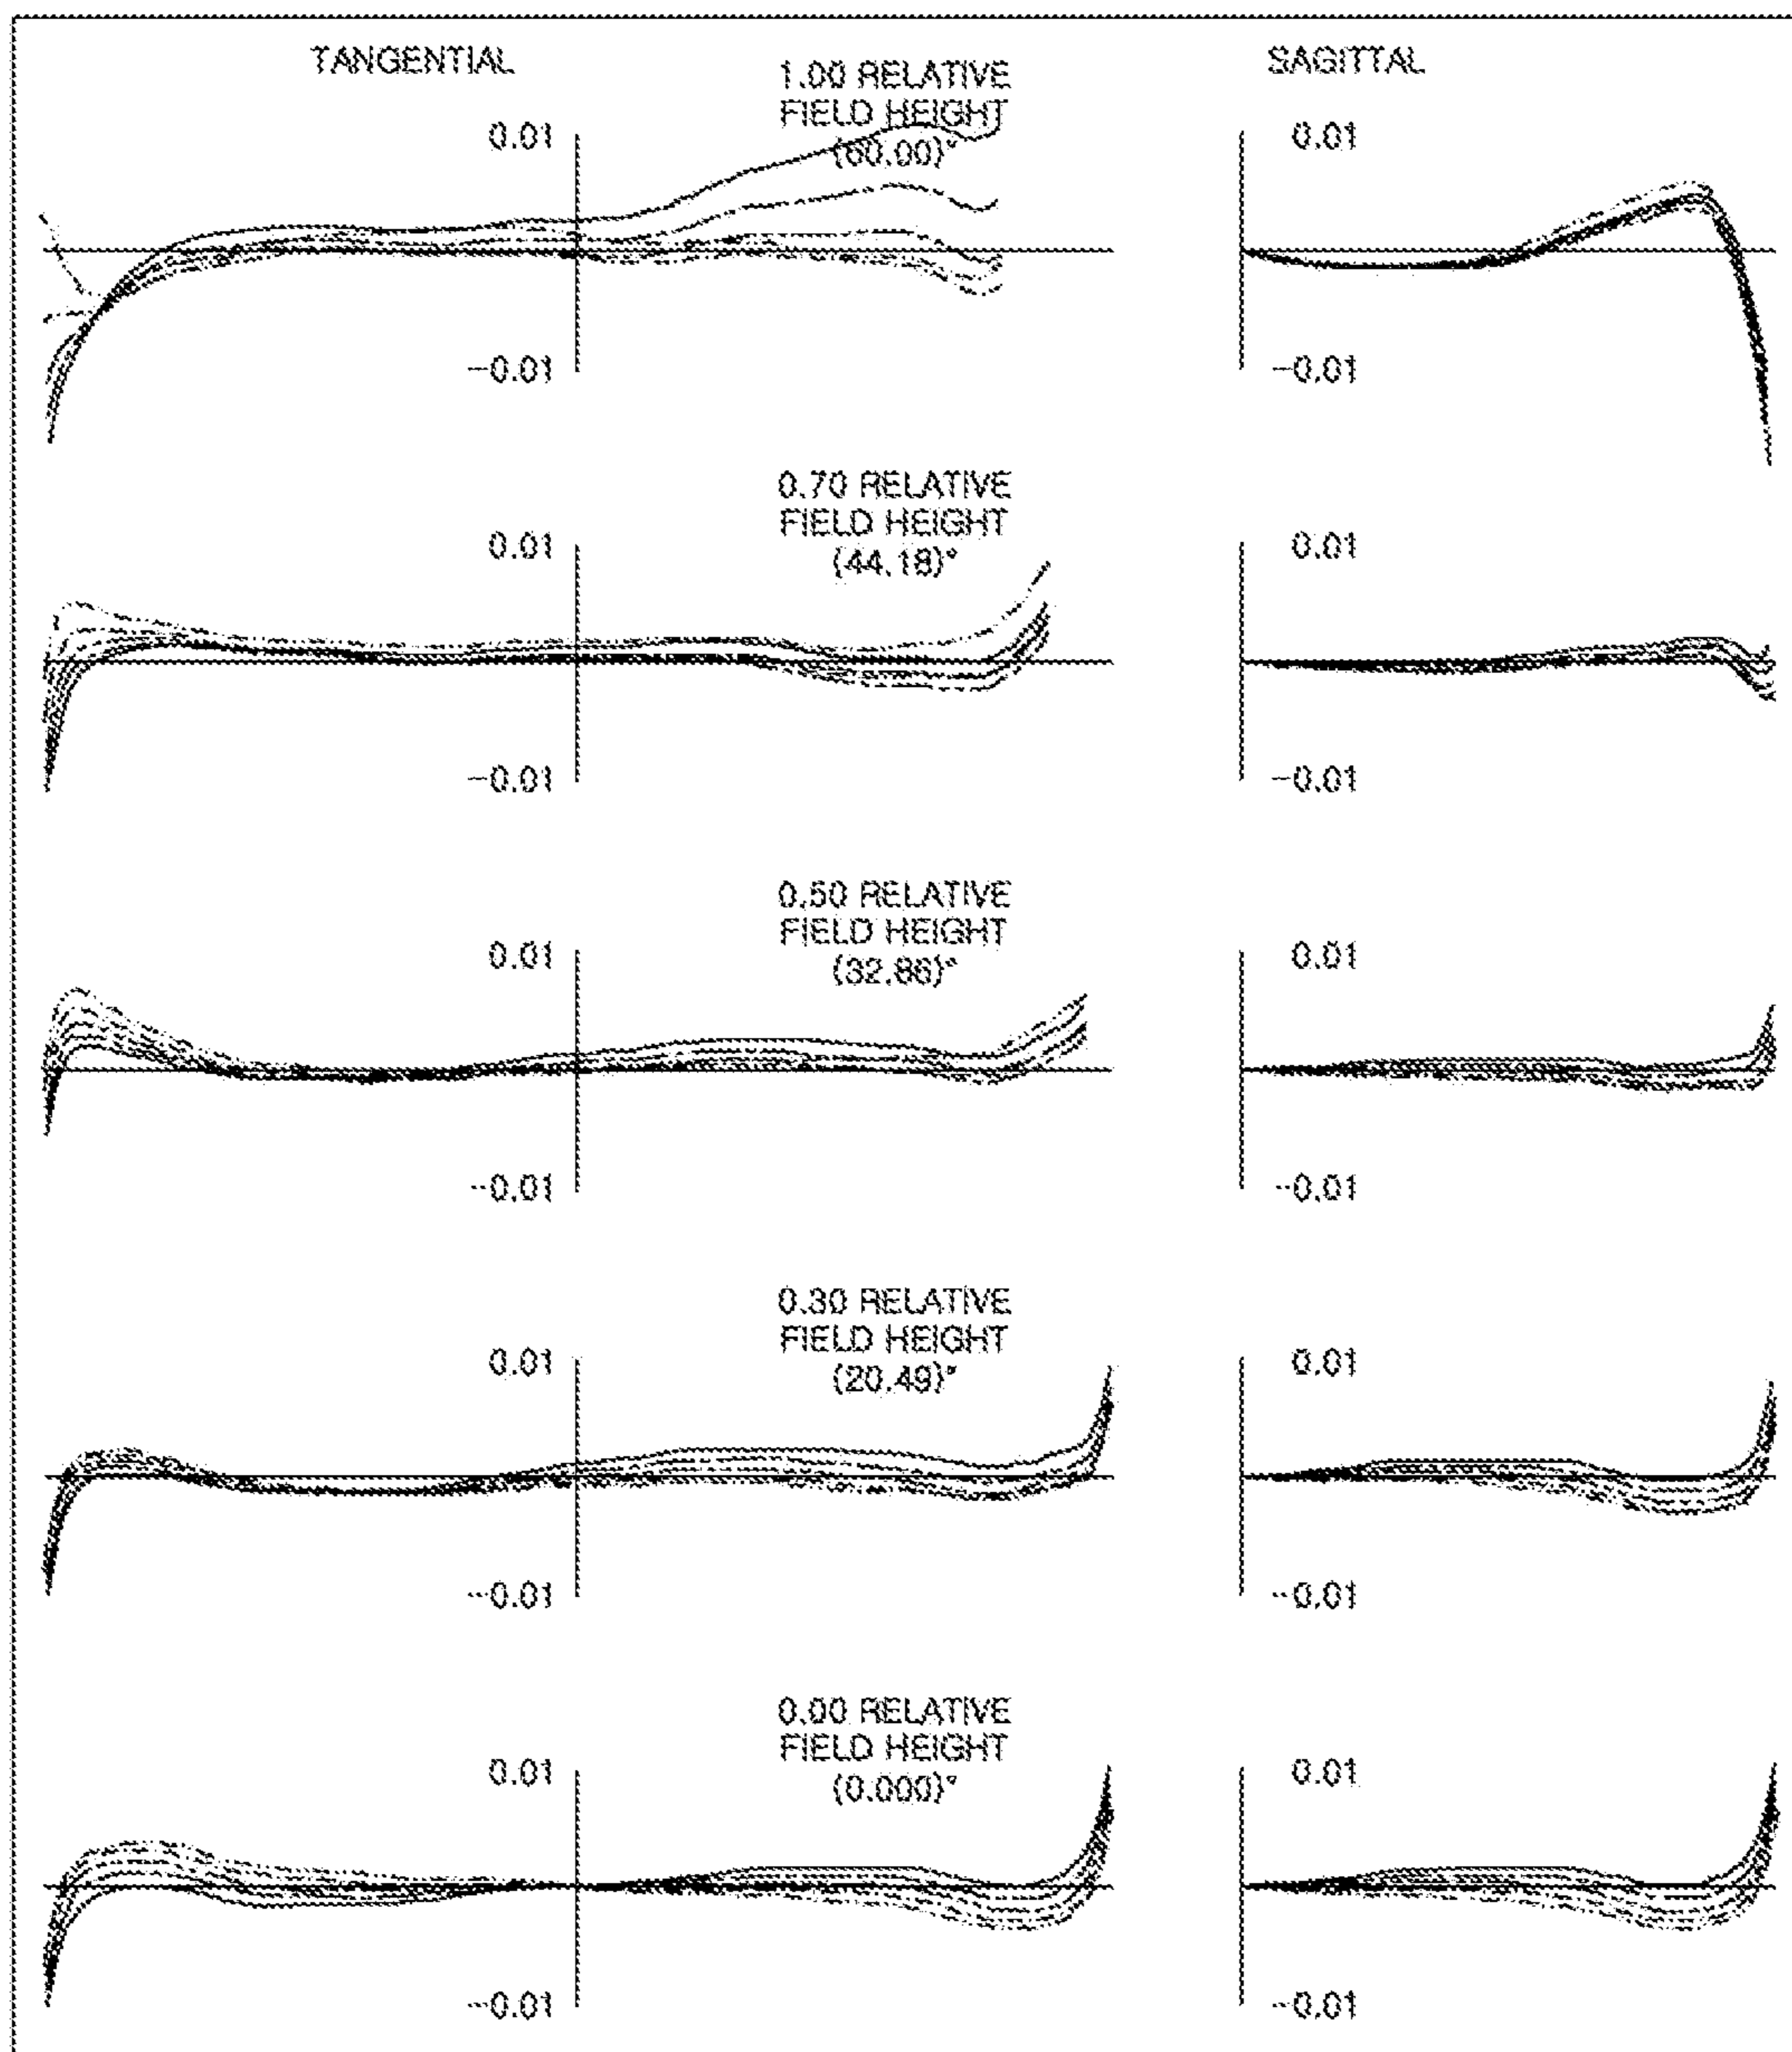 TANGENTIAL
SAGITTAL
1.00 RELATIVE
FIELD HEIGHT
(60.00)°
0.01
0.01
-0.01
-0.01
0.70 RELATIVE
FIELD HEIGHT
(44.18)°
0.01
0.01
-0.01
-0.01
0.50 RELATIVE
FIELD HEIGHT
(32.86)°
0.01
0.01
-0.01
-0.01
0.30 RELATIVE
FIELD HEIGHT
(20.49)°
0.01
0.01
-0.01
-0.01
0.00 RELATIVE
FIELD HEIGHT
(0.000)°
0.01
0.01
-0.01
-0.01